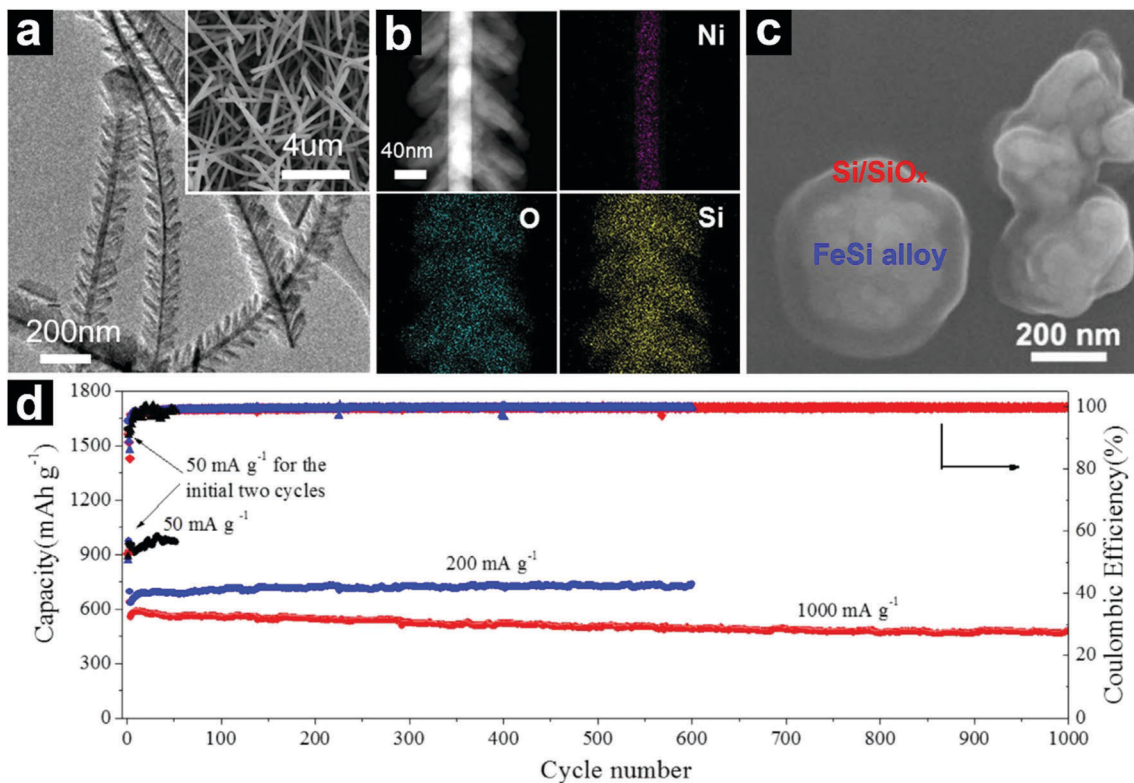 a
4um
200nm
b
40nm
Ni
O
Si
c
Si/SiOₓ
FeSi alloy
200 nm
d
1800
1500
1200
900
600
300
0
Capacity(mAh g⁻¹)
50 mA g⁻¹ for the
initial two cycles
50 mA g⁻¹
200 mA g⁻¹
1000 mA g⁻¹
100
80
60
40
20
0
Coulombic Efficiency(%)
0 100 200 300 400 500 600 700 800 900 1000
Cycle number